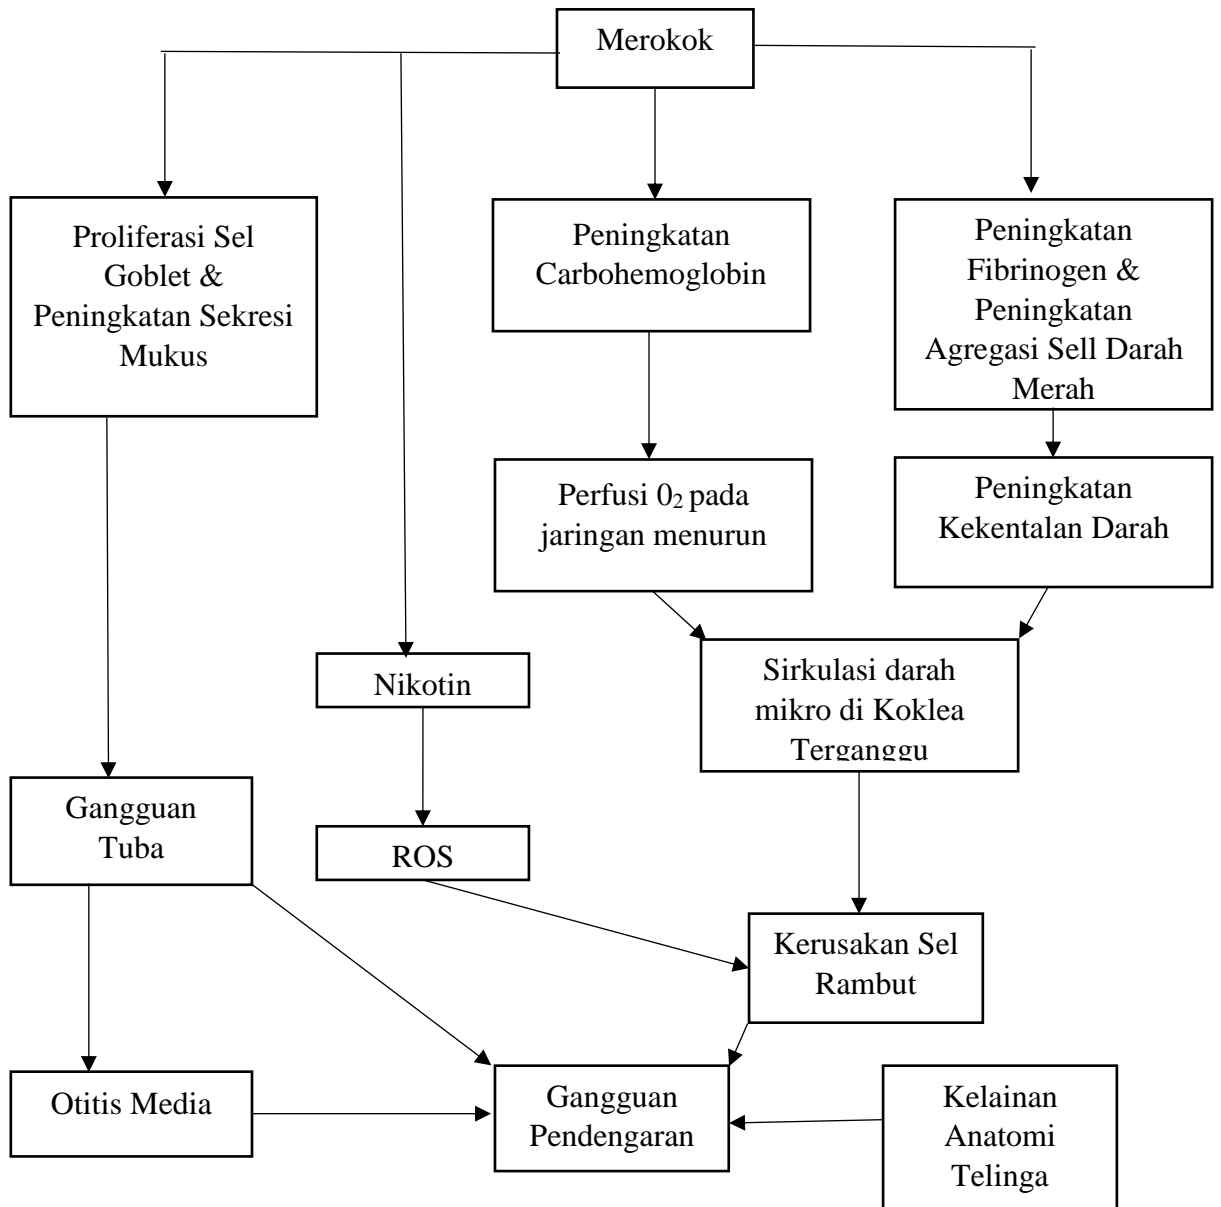 Merokok
Proliferasi Sel
Goblet &
Peningkatan Sekresi
Mukus
Peningkatan
Carbohemoglobin
Peningkatan
Fibrinogen &
Peningkatan
Agregasi Sell Darah
Merah
Perfusi 0₂ pada
jaringan menurun
Peningkatan
Kekentalan Darah
Nikotin
Sirkulasi darah
mikro di Koklea
Terganggu
Gangguan
Tuba
ROS
Kerusakan Sel
Rambut
Otitis Media
Gangguan
Pendengaran
Kelainan
Anatomi
Telinga